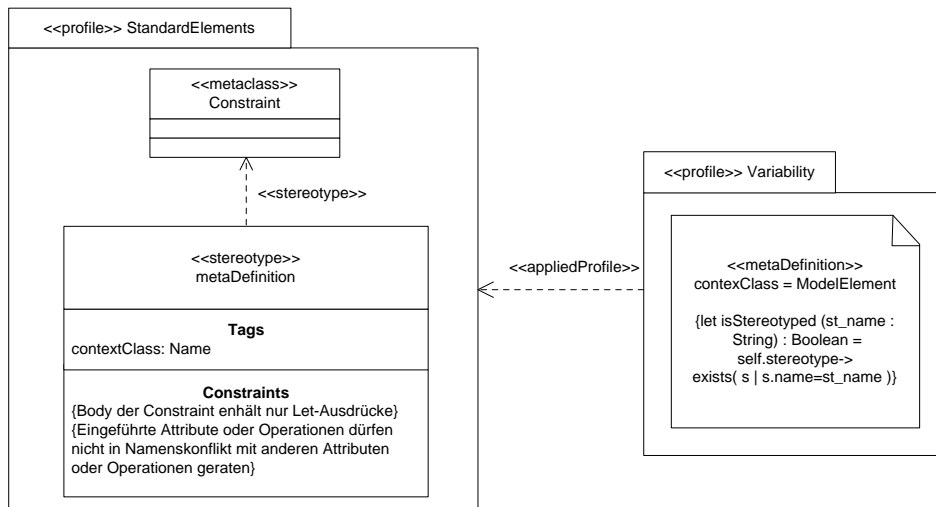 <<profile>> StandardElements
<<metaclass>>
Constraint
<<stereotype>>
<<stereotype>>
metaDefinition
Tags
contextClass: Name
Constraints
{Body der Constraint enhält nur Let-Ausdrücke}
{Eingeführte Attribute oder Operationen dürfen
nicht in Namenskonflikt mit anderen Attributen
oder Operationen geraten}
<<appliedProfile>>
<<profile>> Variability
<<metaDefinition>>
contexClass = ModelElement
{let isStereotyped (st_name :
String) : Boolean =
self.stereotype->
exists( s | s.name=st_name )}